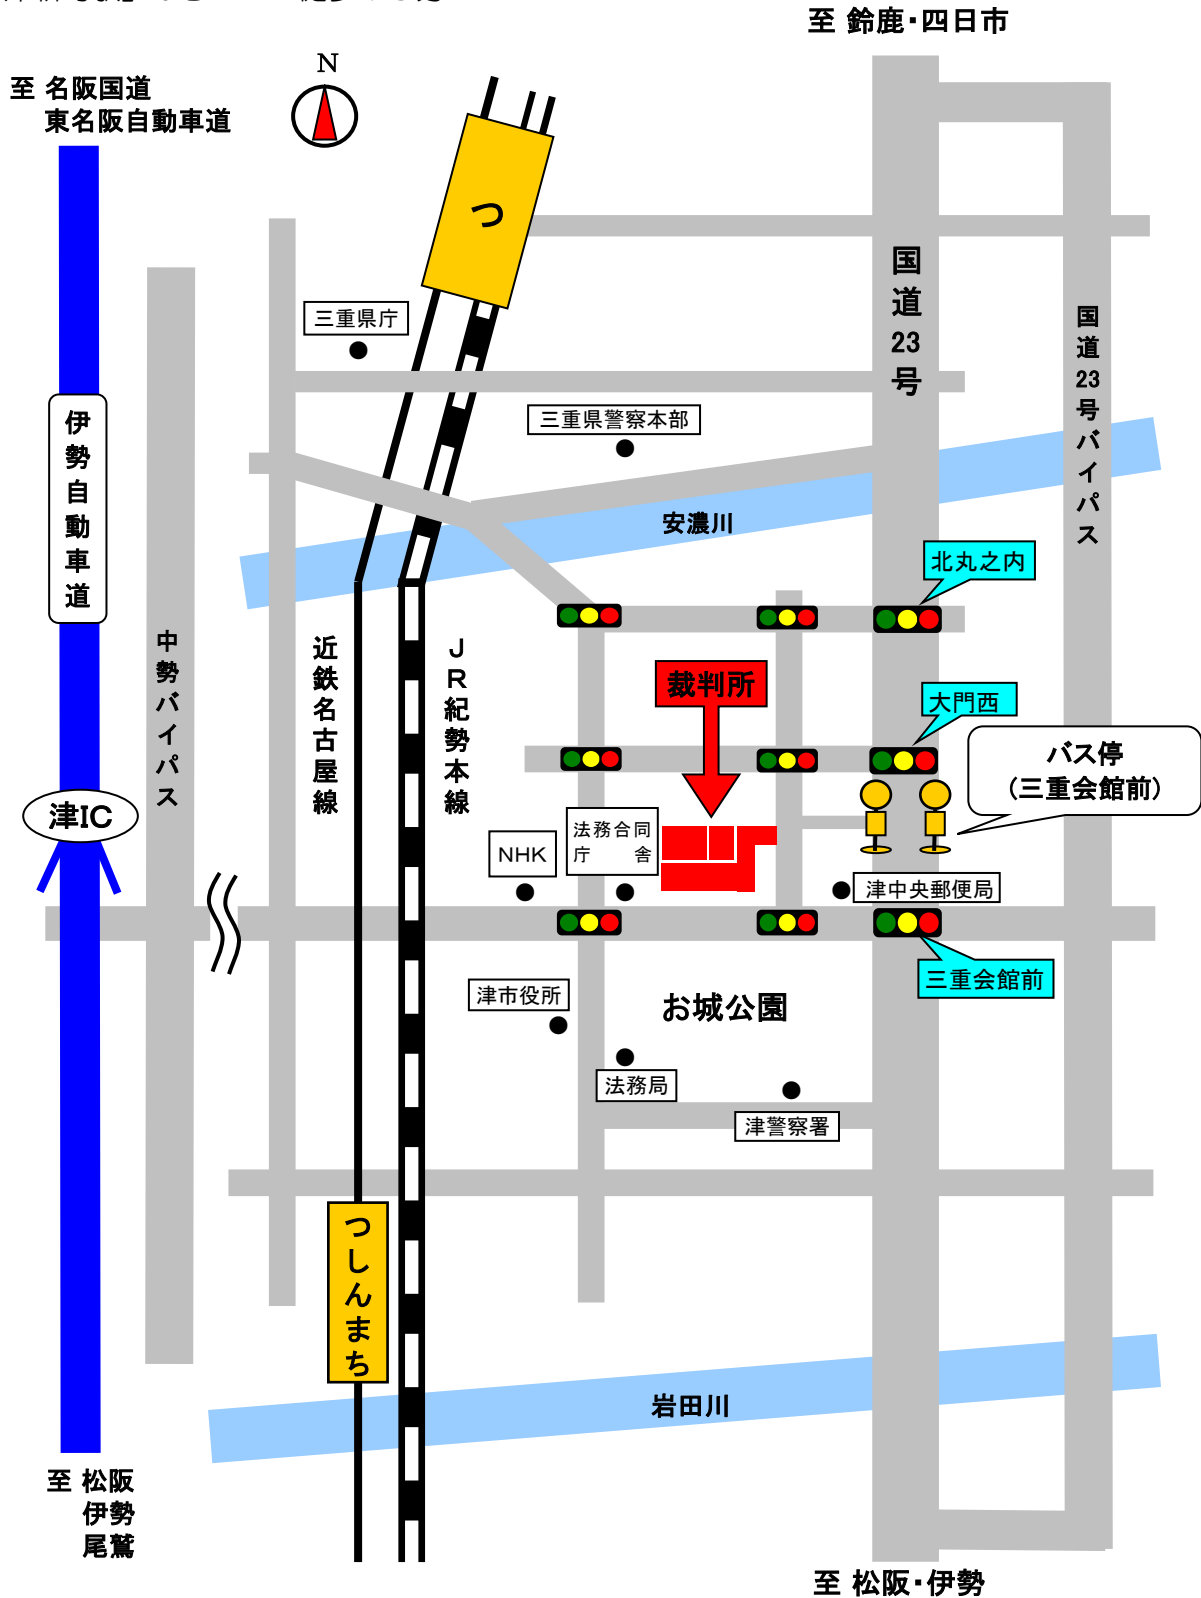 至 鈴鹿・四日市
N
至 名阪国道
東名阪自動車道
つ
国道23号
国道23号バイパス
三重県庁
三重県警察本部
伊勢自動車道
安濃川
北丸之内
中勢バイパス
近鉄名古屋線
JR紀勢本線
裁判所
大門西
バス停
(三重会館前)
津IC
法務合同
庁 舎
NHK
津中央郵便局
三重会館前
津市役所
お城公園
法務局
津警察署
つしんまち
岩田川
至 松阪
伊勢
尾鷲
至 松阪・伊勢